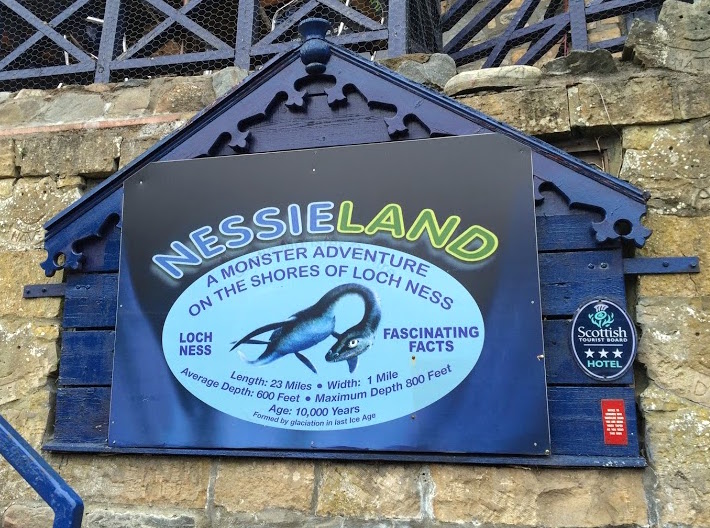 NESSIELAND
A MONSTER ADVENTURE
ON THE SHORES OF LOCH NESS
LOCH
NESS
FASCINATING
FACTS
Length: 23 Miles • Width: 1 Mile
Average Depth: 600 Feet • Maximum Depth 800 Feet
Age: 10,000 Years
Formed by glaciation in last Ice Age
Scottish
TOURIST BOARD
★★★
HOTEL